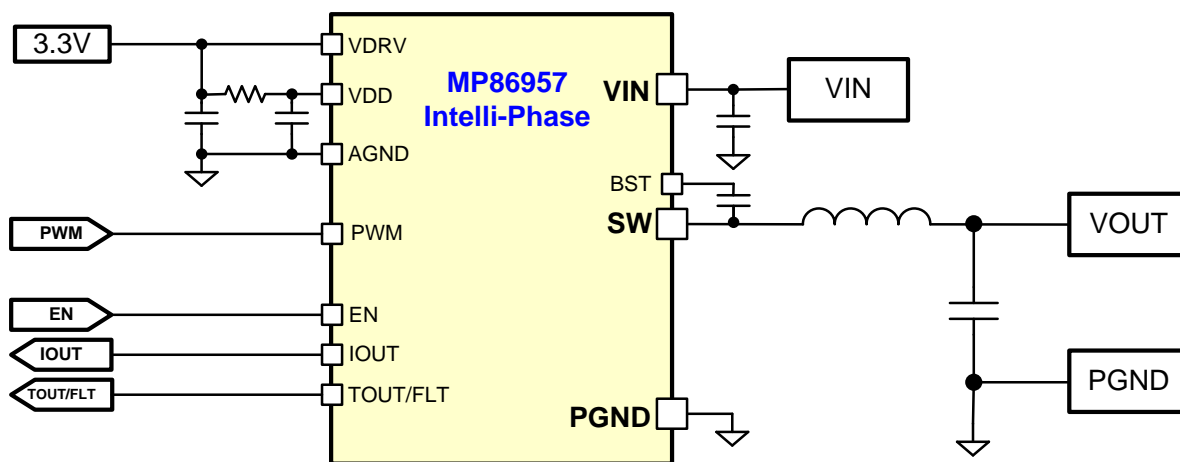 3.3V
VDRV
VDD
AGND
PWM
PWM
EN
EN
IOUT
IOUT
TOUT/FLT
TOUT/FLT
MP86957
Intelli-Phase
VIN
VIN
BST
SW
VOUT
PGND
PGND